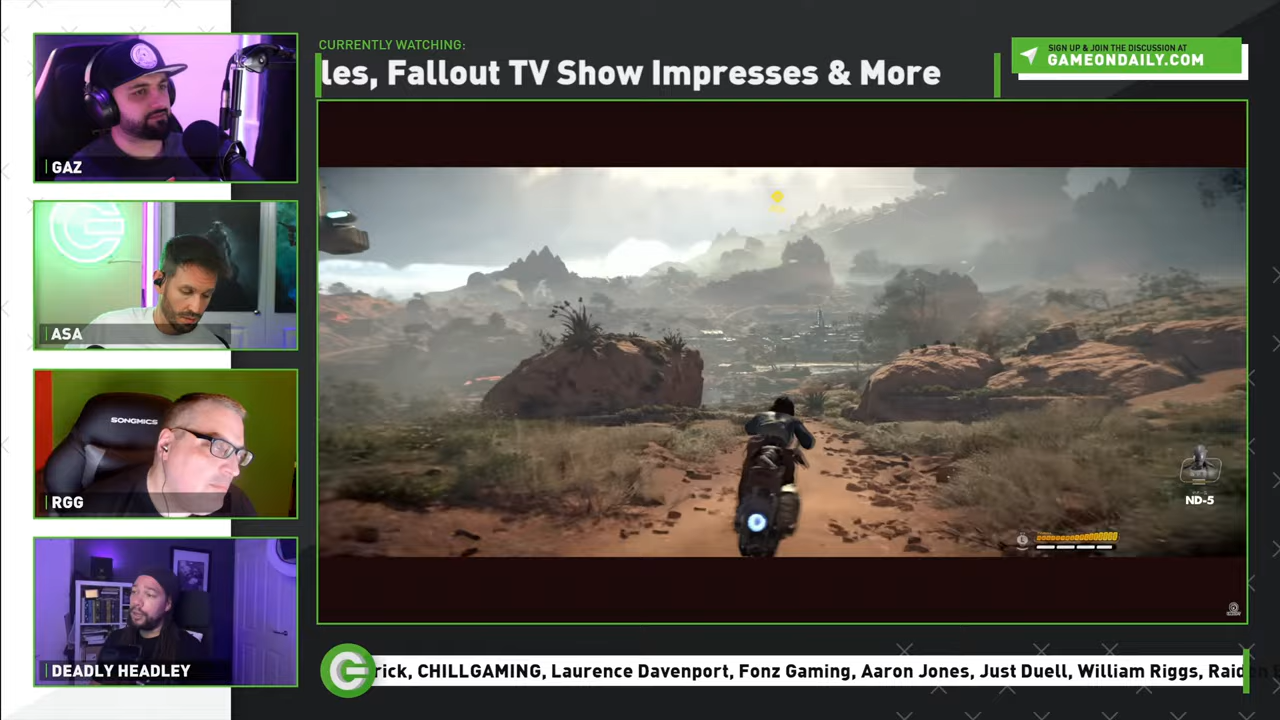 CURRENTLY WATCHING:
les, Fallout TV Show Impresses & More
SIGN UP & JOIN THE DISCUSSION AT
GAMEONDAILY.COM
GAZ
ASA
SONGMICS
RGG
DEADLY HEADLEY
ND-5
rick, CHILLGAMING, Laurence Davenport, Fonz Gaming, Aaron Jones, Just Duell, William Riggs, Raiden